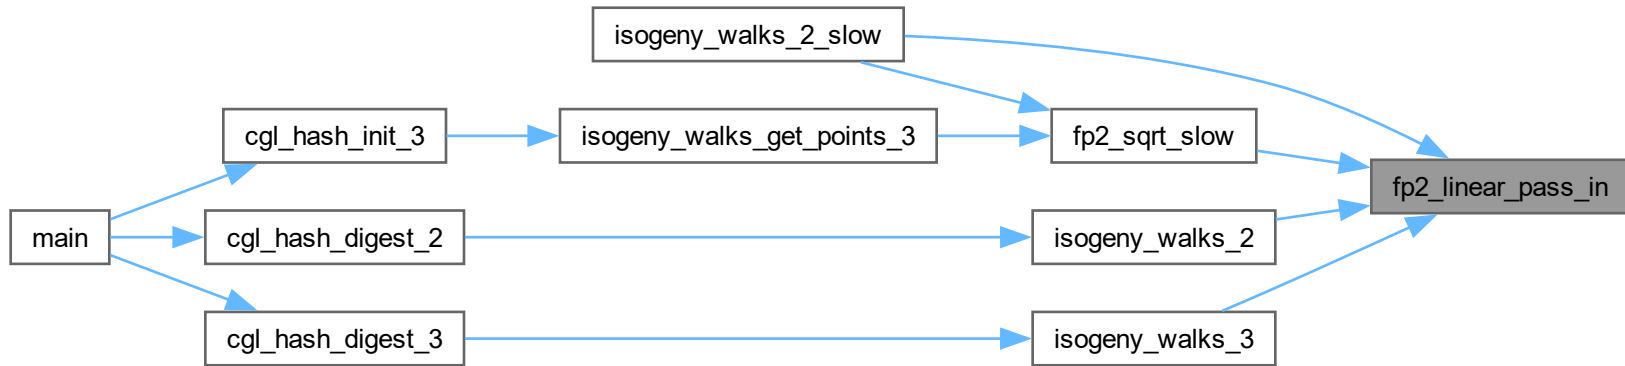 isogeny_walks_2_slow
cgl_hash_init_3
isogeny_walks_get_points_3
fp2_sqrt_slow
fp2_linear_pass_in
main
cgl_hash_digest_2
isogeny_walks_2
cgl_hash_digest_3
isogeny_walks_3